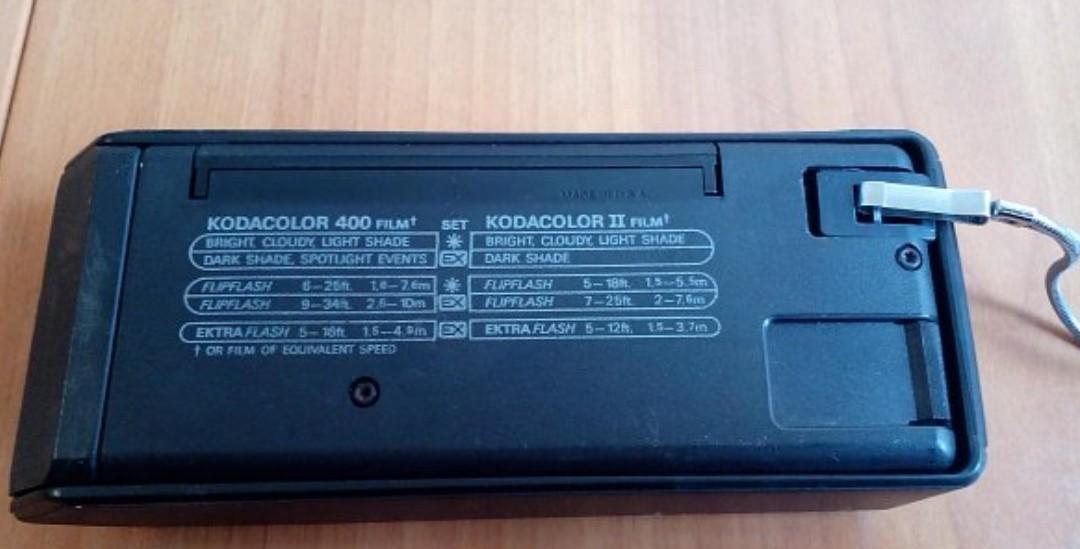 MADE IN U.S.A.
KODACOLOR 400 FILM† SET KODACOLOR II FILM†
BRIGHT, CLOUDY, LIGHT SHADE BRIGHT, CLOUDY, LIGHT SHADE
DARK SHADE, SPOTLIGHT EVENTS EX DARK SHADE
FLIPFLASH 6–25ft. 1.8–7.6m FLIPFLASH 5–18ft. 1.5–5.5m
FLIPFLASH 9–34ft. 2.8–10m EX FLIPFLASH 7–25ft. 2–7.6m
EKTRAFLASH 5–16ft. 1.5–4.9m EX EKTRAFLASH 5–12ft. 1.5–3.7m
† OR FILM OF EQUIVALENT SPEED